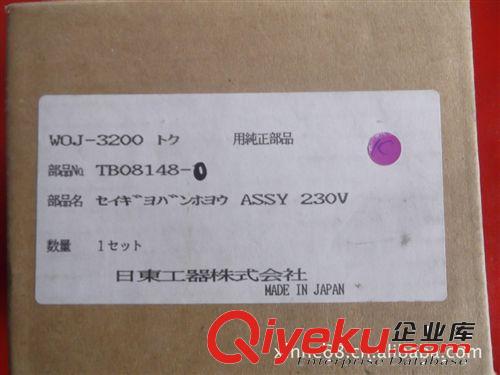 WOJ-3200 トク 用純正部品
部品No TB08148-0
部品名 セイギヨバンホヨウ ASSY 230V
数量 1セット
日東工器株式会社
MADE IN JAPAN
Qiyeku.com 企业库
Enterprise Database